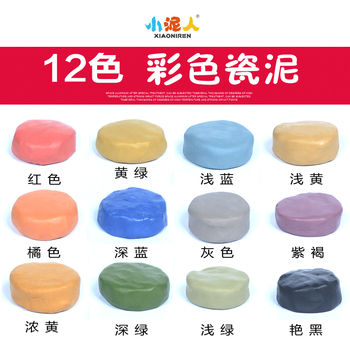 小泥人
XIAONIREN
12色 彩色瓷泥
红色 黄绿 浅蓝 浅黄
橘色 深蓝 灰色 紫褐
浓黄 深绿 浅绿 艳黑